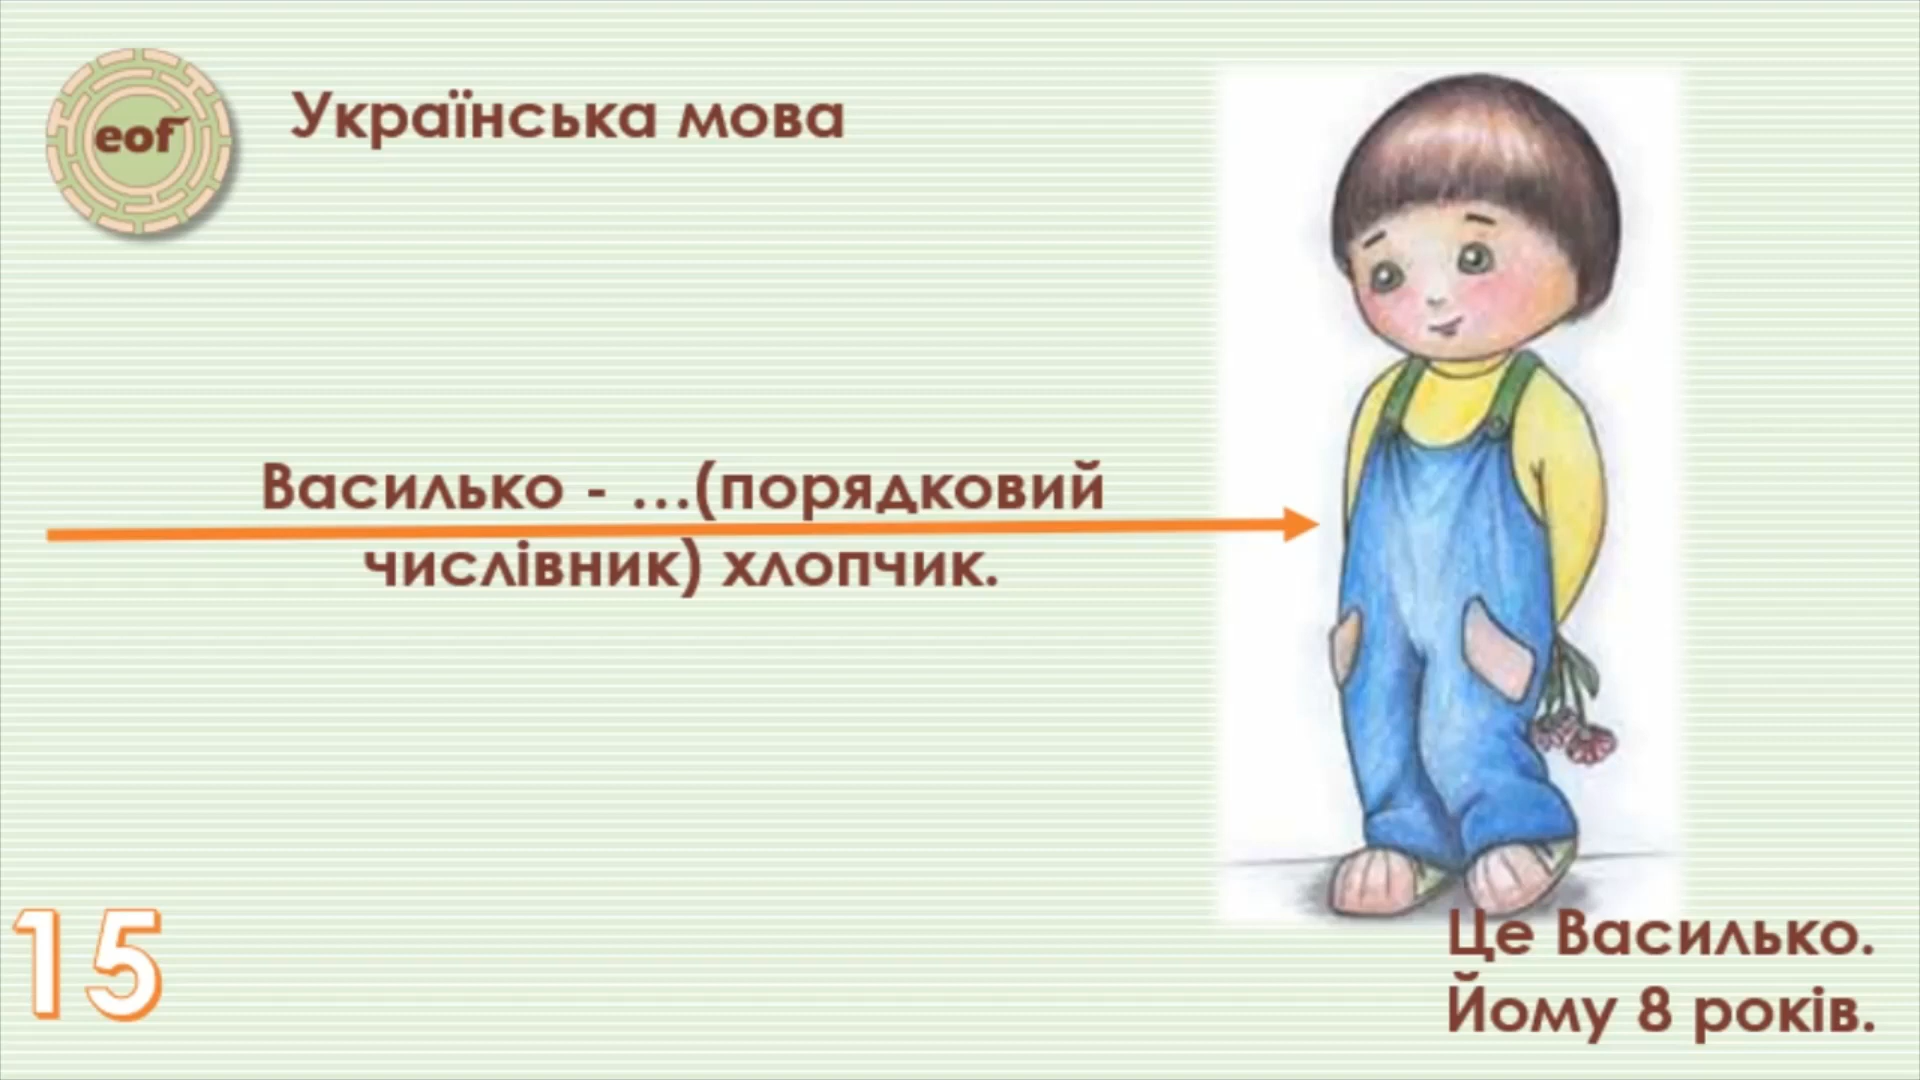 eof
Українська мова
Василько - ...(порядковий
числівник) хлопчик.
15
Це Василько.
Йому 8 років.